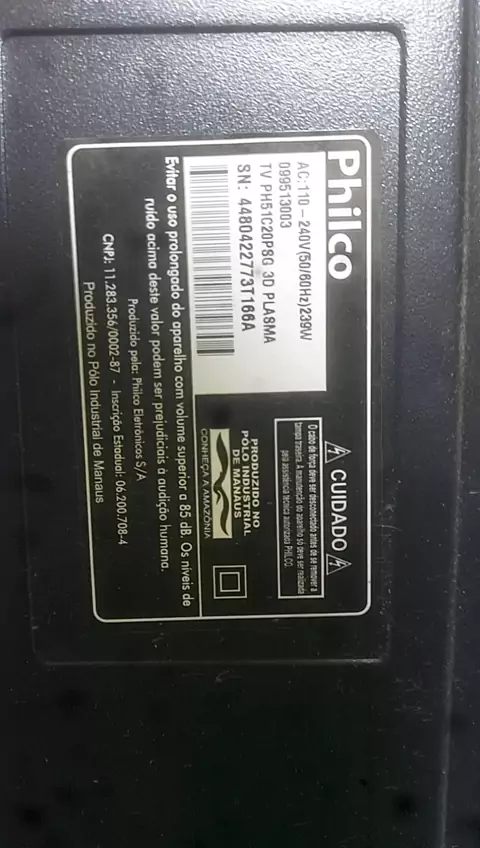 Philco
AC:110-240V(50/60Hz)239W
099513003
TV PH51C20PSG 3D PLASMA
SN: 4480422773T166A
CUIDADO
O cabo de força deve ser desconectado antes de se remover a
tampa traseira. A manutenção do aparelho só deve ser realizada
pela assistência técnica autorizada PHILCO.
PRODUZIDO NO
PÓLO INDUSTRIAL
DE MANAUS
CONHEÇA A AMAZÔNIA
Evitar o uso prolongado do aparelho com volume superior a 85 dB. Os níveis de
ruído acima deste valor podem ser prejudiciais à audição humana.
Produzido pela: Philco Eletrônicos S/A
CNPJ: 11.283.356/0002-87 - Inscrição Estadual: 06.200.708-4
Produzido no Pólo Industrial de Manaus